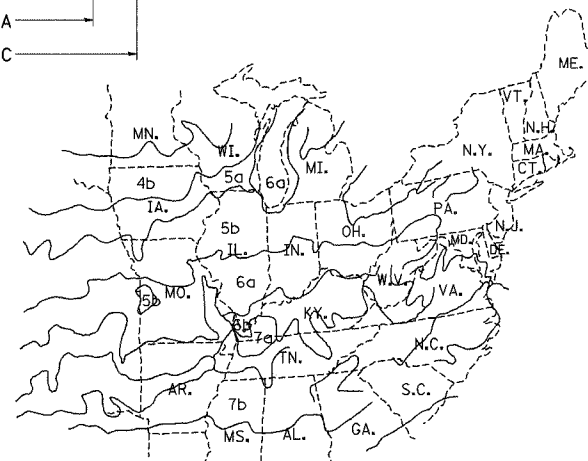 A
C
ME.
VT.
MN.
N.H.
WI.
N.Y.
MA.
MI.
CT.
4b
5a
6a
IA.
PA.
5b
OH.
N.J.
IL.
IN.
MD.
DE.
W.V.
6a
MO.
VA.
5b
KY.
6b
7a
N.C.
TN.
AR.
S.C.
7b
GA.
MS.
AL.